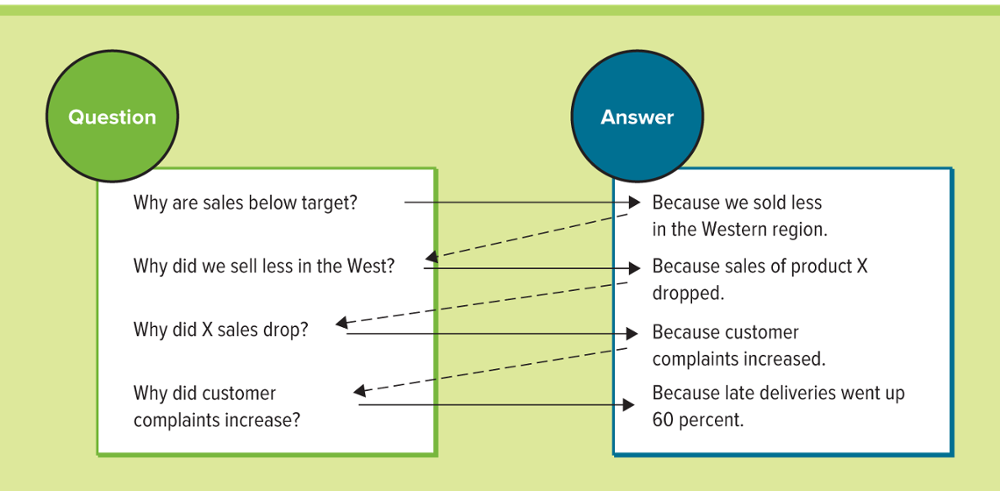 Question
Answer
Why are sales below target?
Because we sold less
in the Western region.
Why did we sell less in the West?
Because sales of product X
dropped.
Why did X sales drop?
Because customer
complaints increased.
Why did customer
complaints increase?
Because late deliveries went up
60 percent.